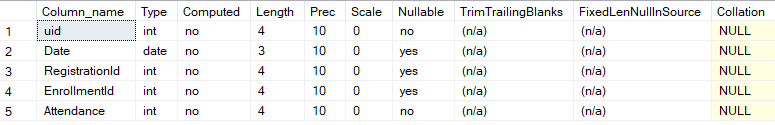 Column_name Type Computed Length Prec Scale Nullable TrimTrailingBlanks FixedLenNullInSource Collation
1 uid int no 4 10 0 no (n/a) (n/a) NULL
2 Date date no 3 10 0 yes (n/a) (n/a) NULL
3 RegistrationId int no 4 10 0 yes (n/a) (n/a) NULL
4 EnrollmentId int no 4 10 0 yes (n/a) (n/a) NULL
5 Attendance int no 4 10 0 no (n/a) (n/a) NULL